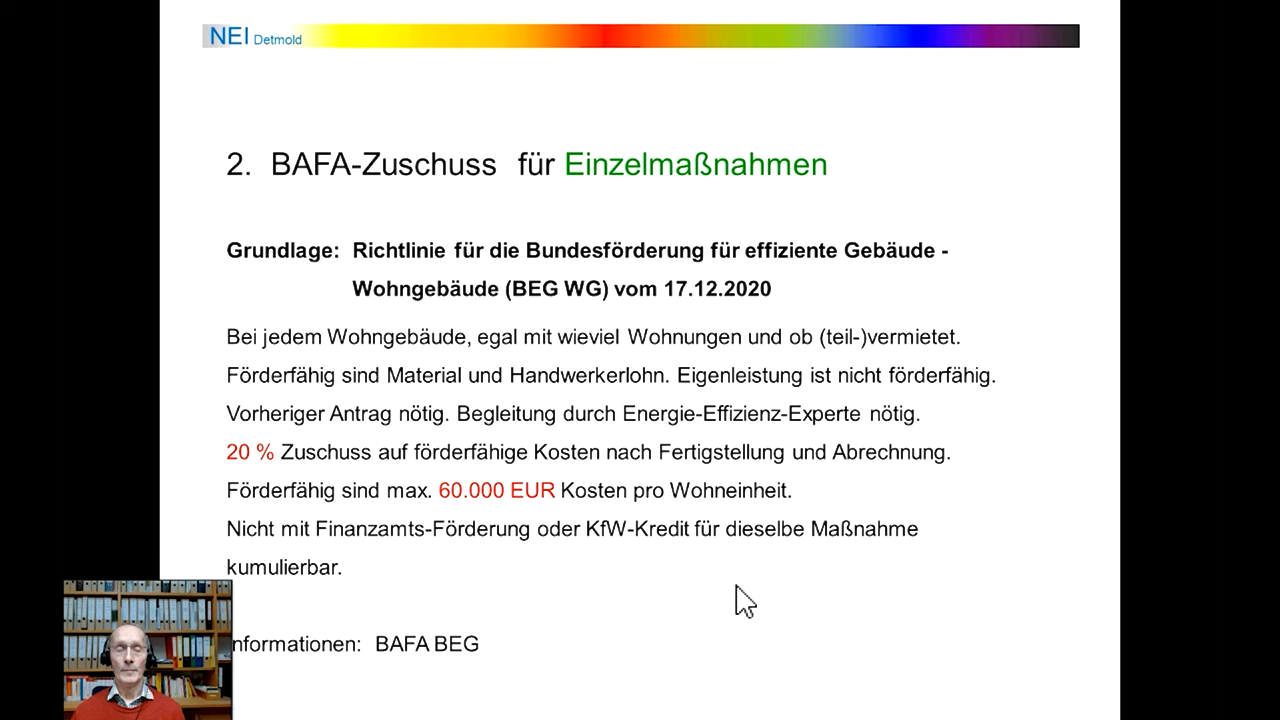 NEI Detmold
2. BAFA-Zuschuss für Einzelmaßnahmen
Grundlage: Richtlinie für die Bundesförderung für effiziente Gebäude -
Wohngebäude (BEG WG) vom 17.12.2020
Bei jedem Wohngebäude, egal mit wieviel Wohnungen und ob (teil-)vermietet.
Förderfähig sind Material und Handwerkerlohn. Eigenleistung ist nicht förderfähig.
Vorheriger Antrag nötig. Begleitung durch Energie-Effizienz-Experte nötig.
20 % Zuschuss auf förderfähige Kosten nach Fertigstellung und Abrechnung.
Förderfähig sind max. 60.000 EUR Kosten pro Wohneinheit.
Nicht mit Finanzamts-Förderung oder KfW-Kredit für dieselbe Maßnahme
kumulierbar.
nformationen: BAFA BEG